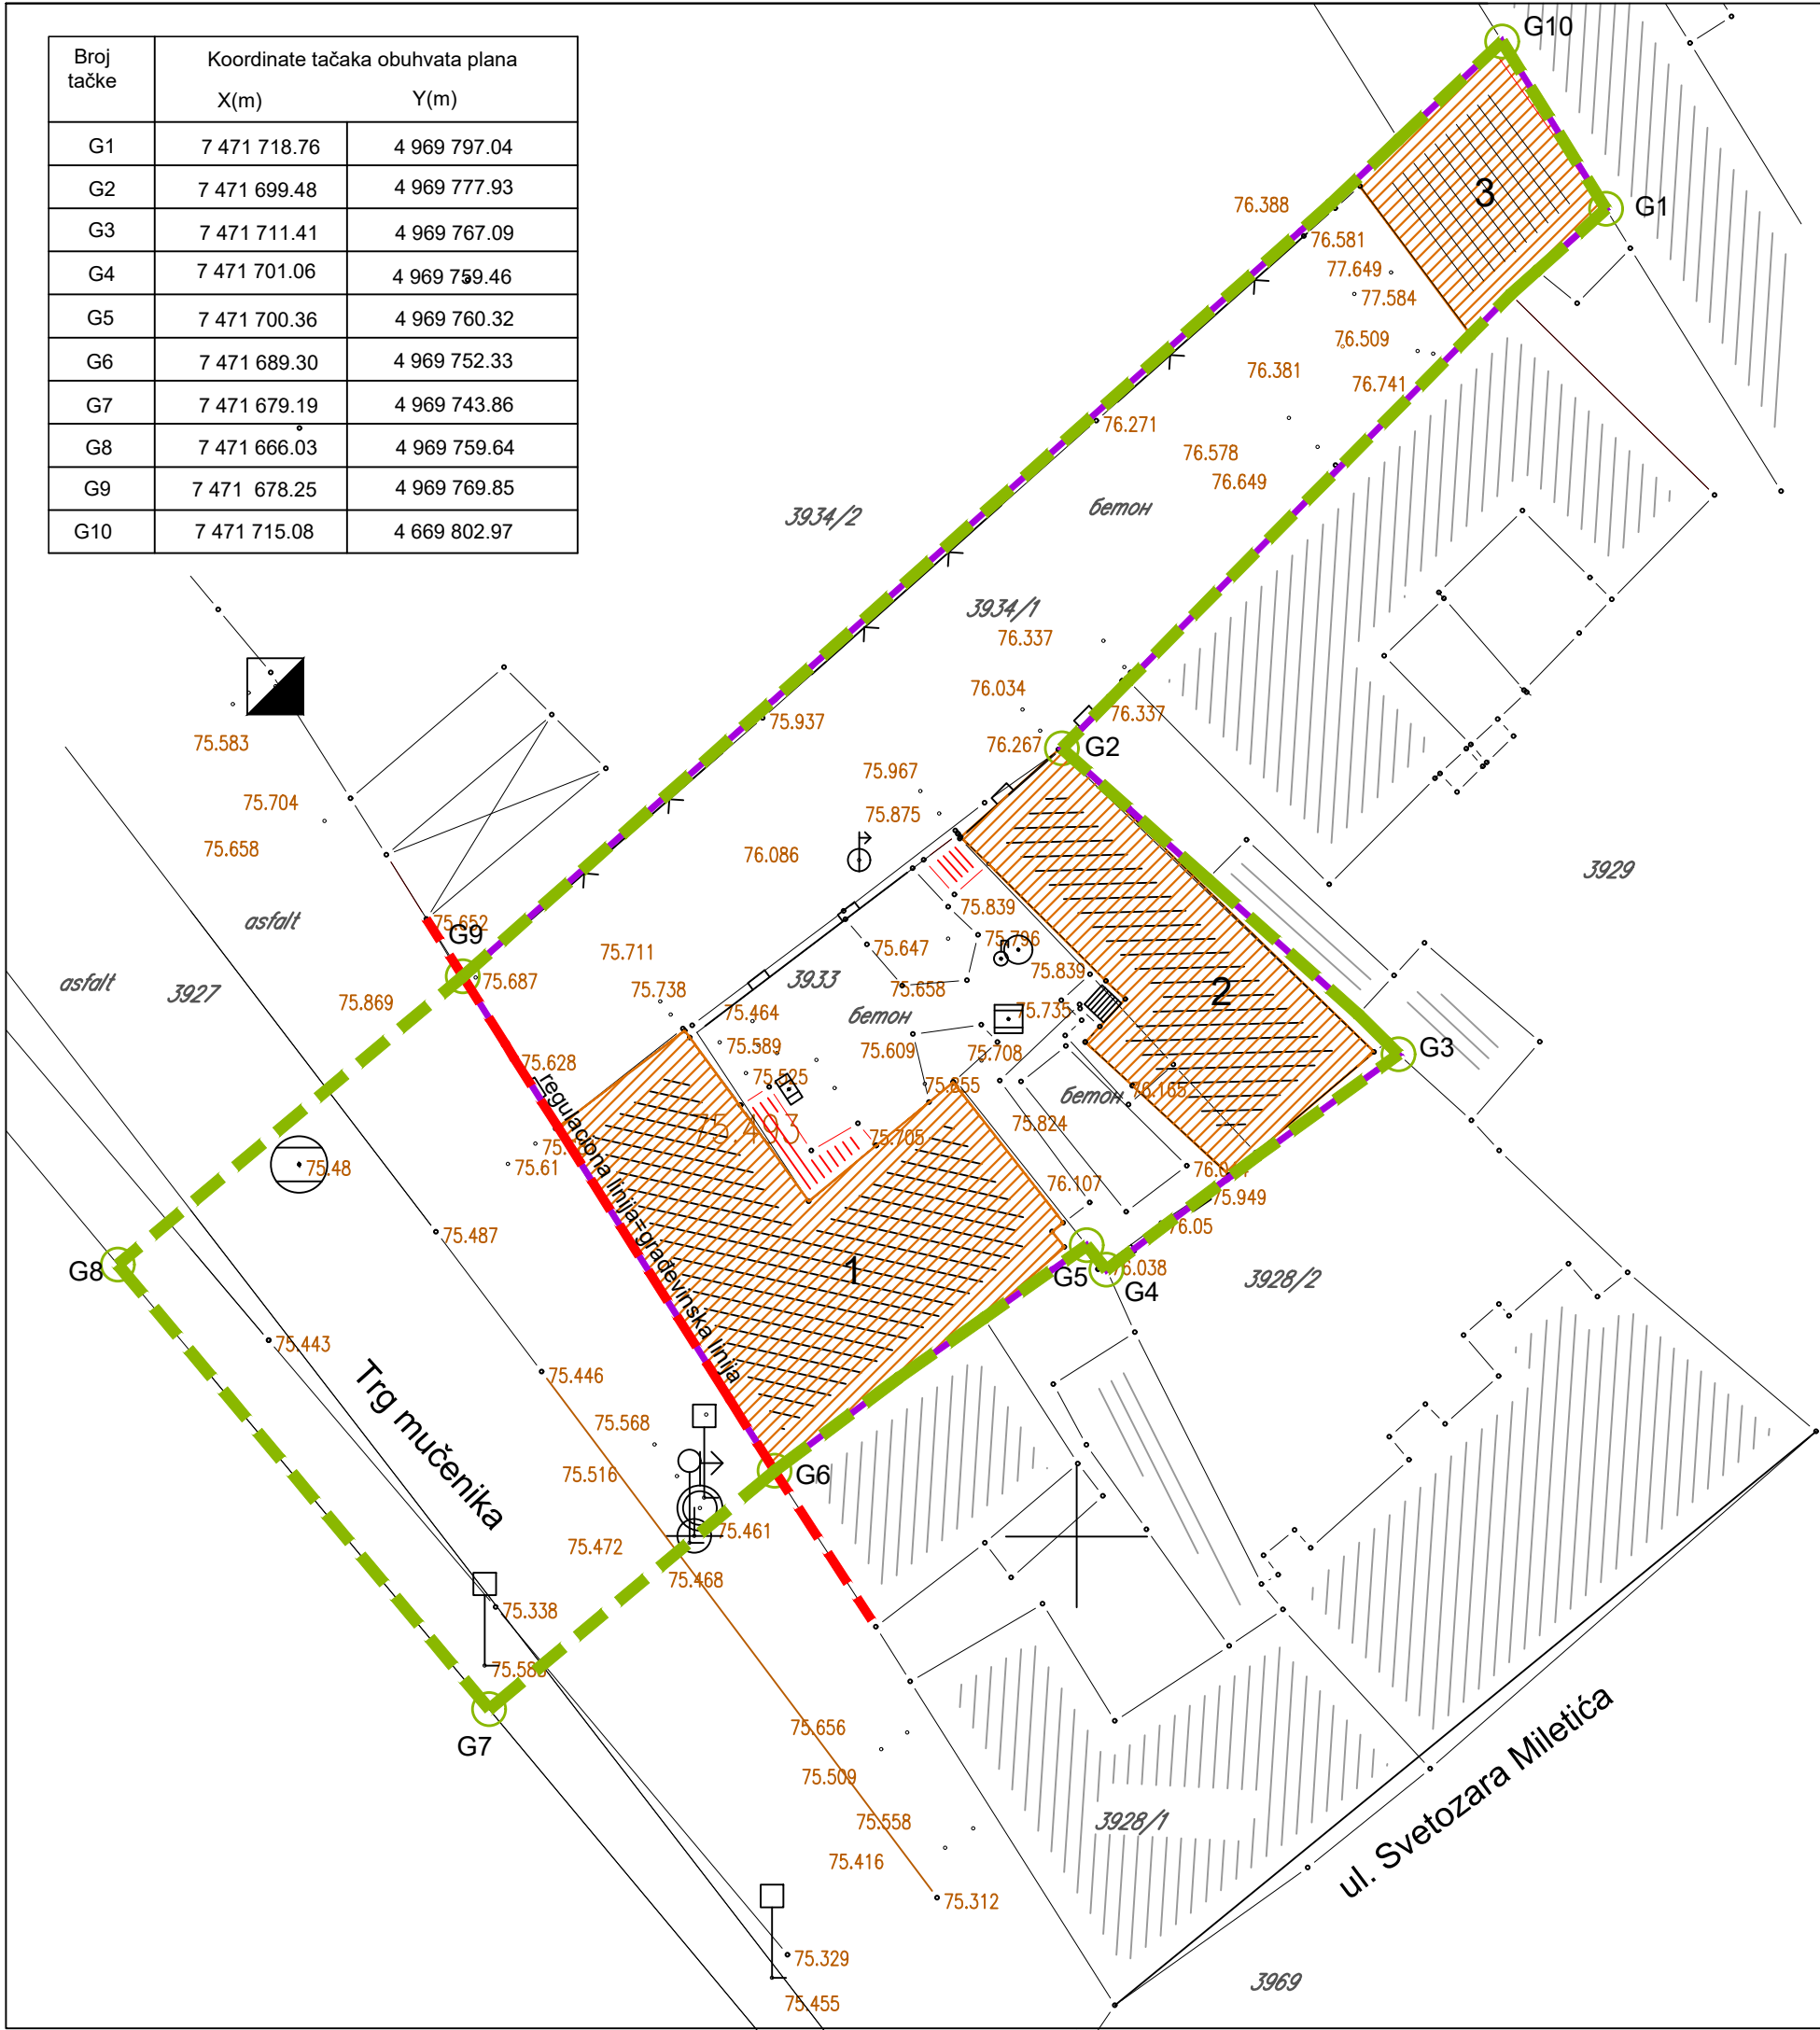 Broj tačke
Koordinate tačaka obuhvata plana
X(m) Y(m)
G1 7 471 718.76 4 969 797.04
G2 7 471 699.48 4 969 777.93
G3 7 471 711.41 4 969 767.09
G4 7 471 701.06 4 969 759.46
G5 7 471 700.36 4 969 760.32
G6 7 471 689.30 4 969 752.33
G7 7 471 679.19 4 969 743.86
G8 7 471 666.03 4 969 759.64
G9 7 471 678.25 4 969 769.85
G10 7 471 715.08 4 669 802.97
G10
3
G1
76.388
76.581
77.649
77.584
76.509
76.381
76.741
76.271
76.578
76.649
3934/2
бетон
3934/1
76.337
76.034
76.337
75.937
76.267
G2
75.583
75.967
75.704
75.875
75.658
76.086
3929
75.839
asfalt
75.652
G9
75.796
75.711
75.647
75.839
asfalt
3927
75.687
3933
75.658
75.869
75.738
2
75.464
бетон
75.735
75.589
75.609
75.708
G3
75.628
75.525
75.655
бетон
76.165
regulaciona linija=građevinska linija
75.493
75.705
75.824
75.48
75.61
76.107
75.949
76.05
75.487
G8
1
G5
76.038
G4
3928/2
75.443
75.446
Trg mučenika
75.568
75.516
G6
75.461
75.472
75.468
75.338
G7
75.656
ul. Svetozara Miletića
75.509
75.558
3928/1
75.416
75.312
75.329
3969
75.455